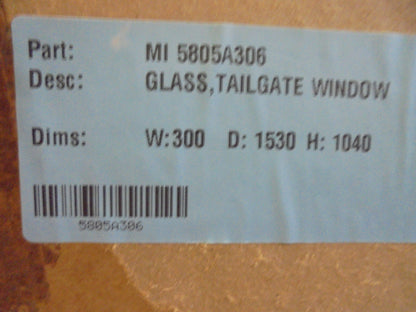 Part: MI 5805A306
Desc: GLASS,TAILGATE WINDOW
Dims: W:300 D: 1530 H: 1040
5805A306